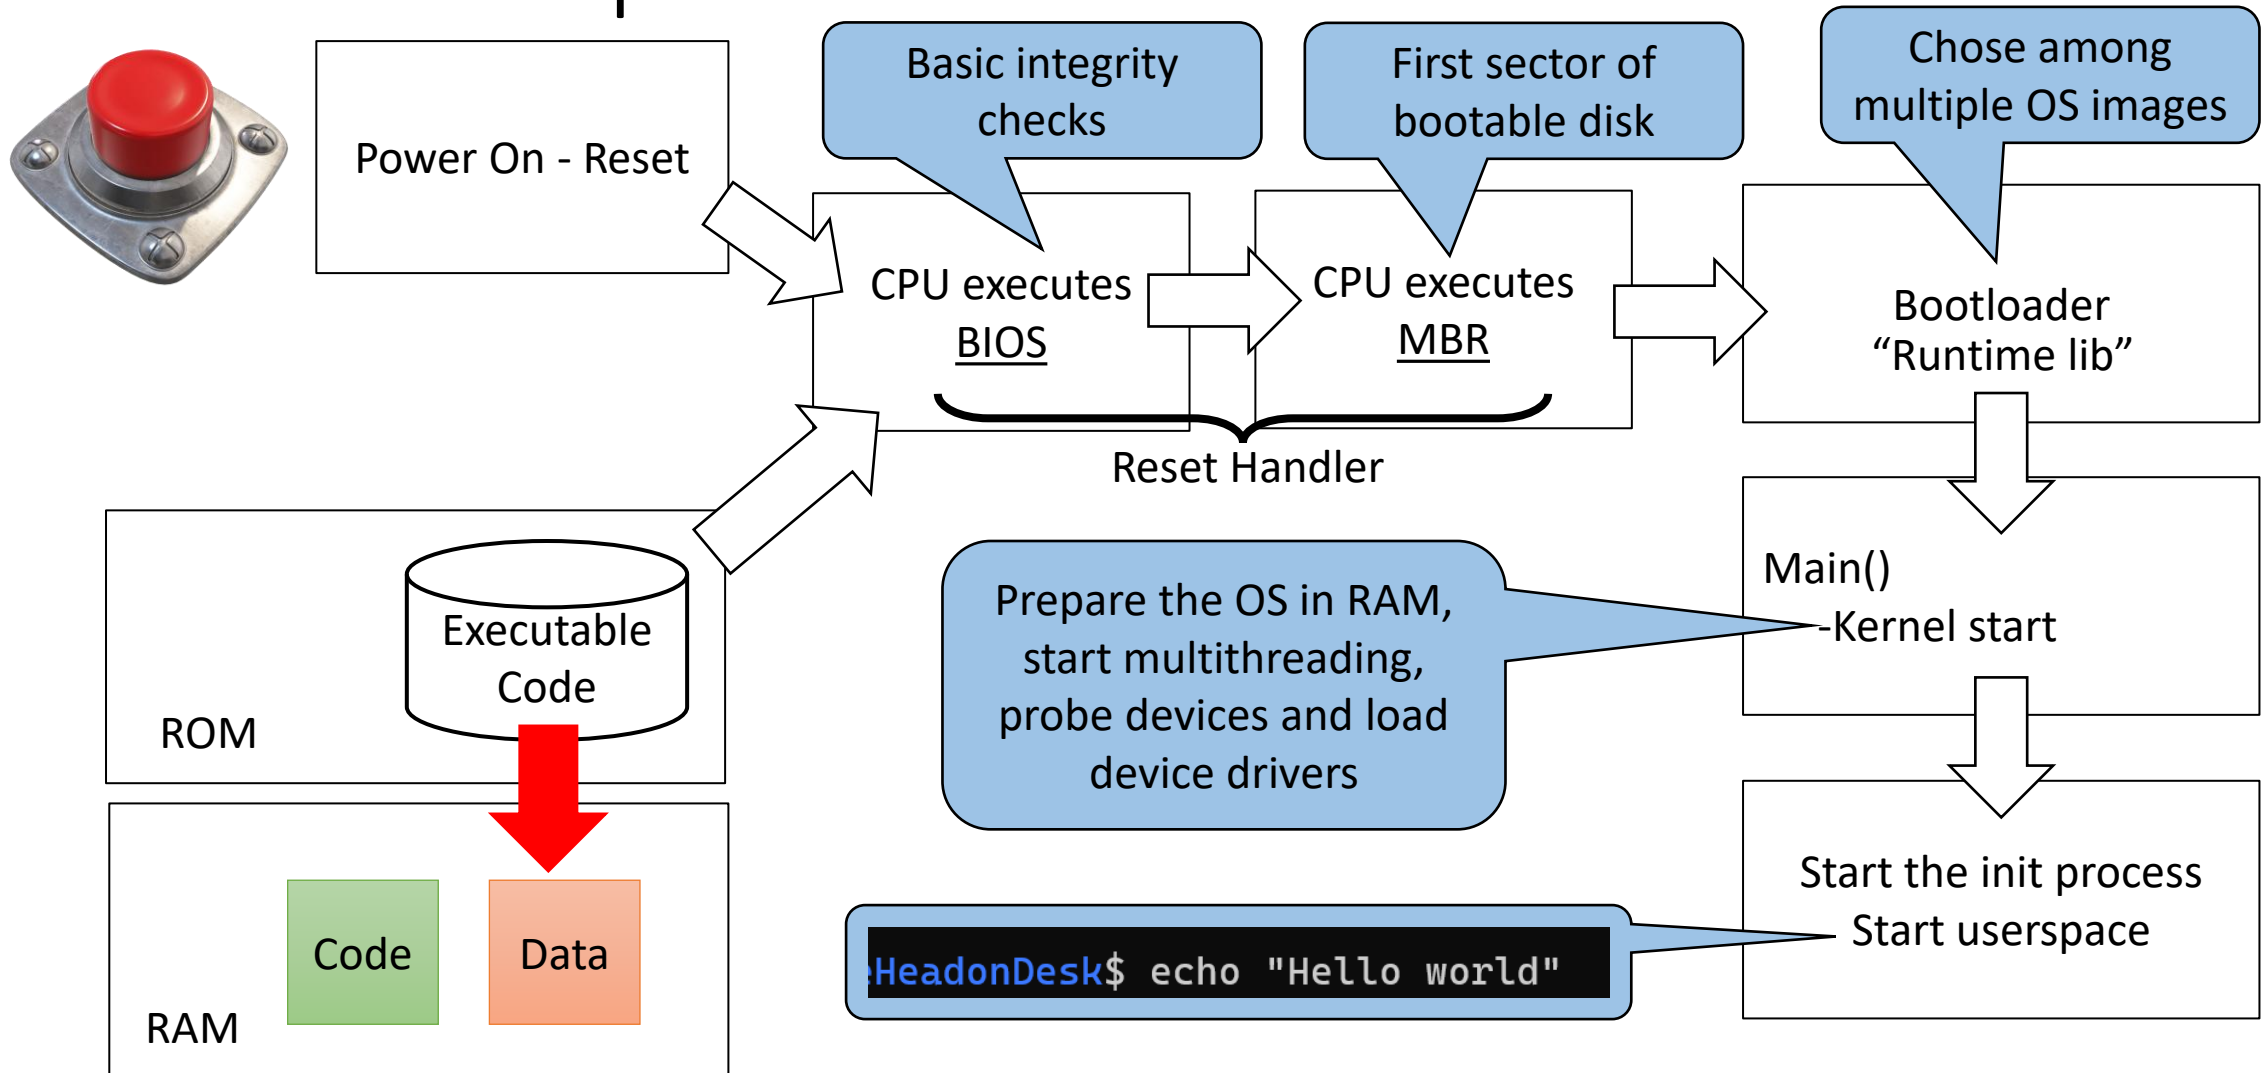 Power On - Reset
Basic integrity
checks
First sector of
bootable disk
Chose among
multiple OS images
CPU executes
BIOS
CPU executes
MBR
Bootloader
“Runtime lib”
Reset Handler
Executable
Code
ROM
Prepare the OS in RAM,
start multithreading,
probe devices and load
device drivers
Main()
-Kernel start
Code
Data
RAM
HeadonDesk$ echo "Hello world"
Start the init process
Start userspace